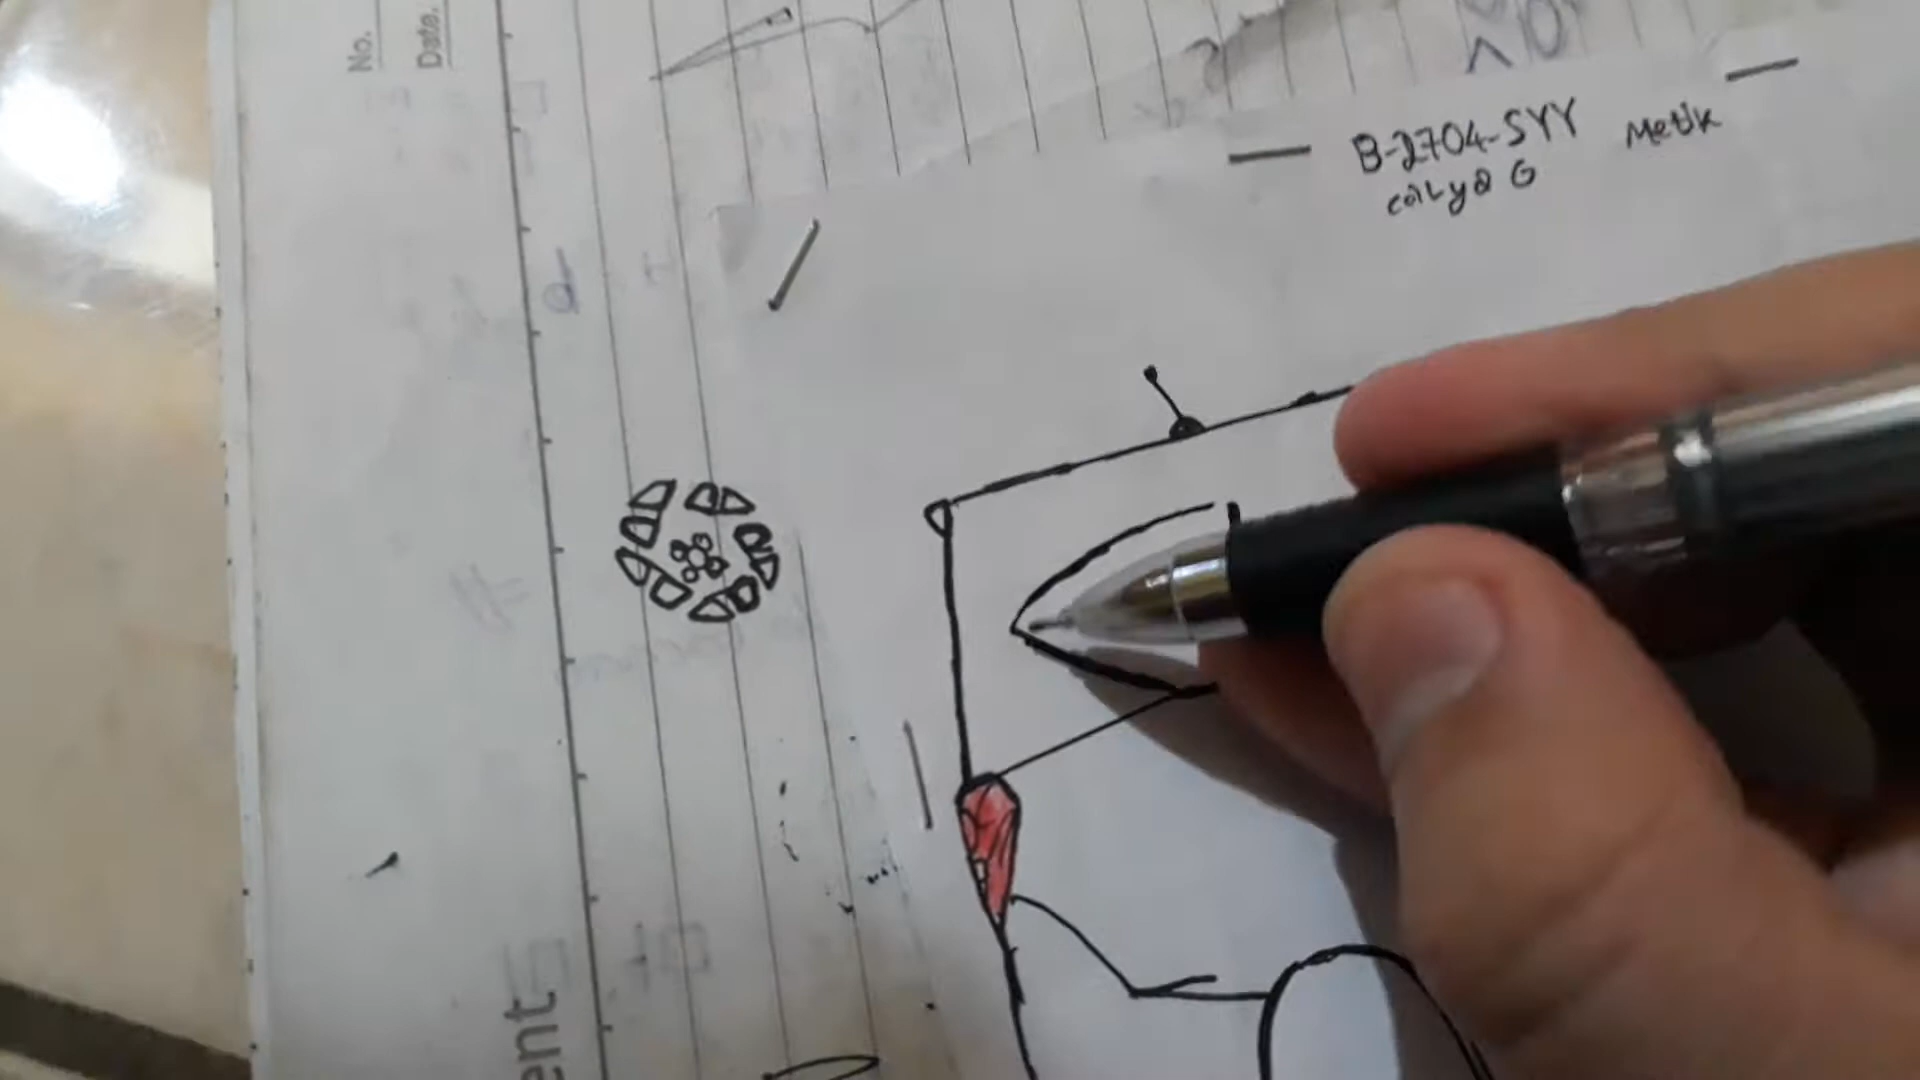 No.
Date.
B-2704-SYY Metik
calya G
ent